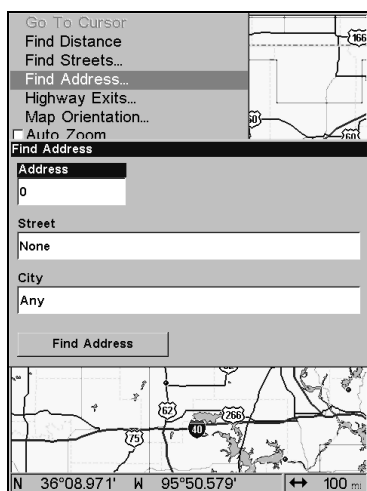 Go To Cursor
Find Distance
Find Streets...
Find Address...
Highway Exits...
Map Orientation...
Auto Zoom
166
60
60
Find Address
Address
0
Street
None
City
Any
Find Address
62
266
40
75
N 36°08.971' W 95°50.579' ↔ 100 mi